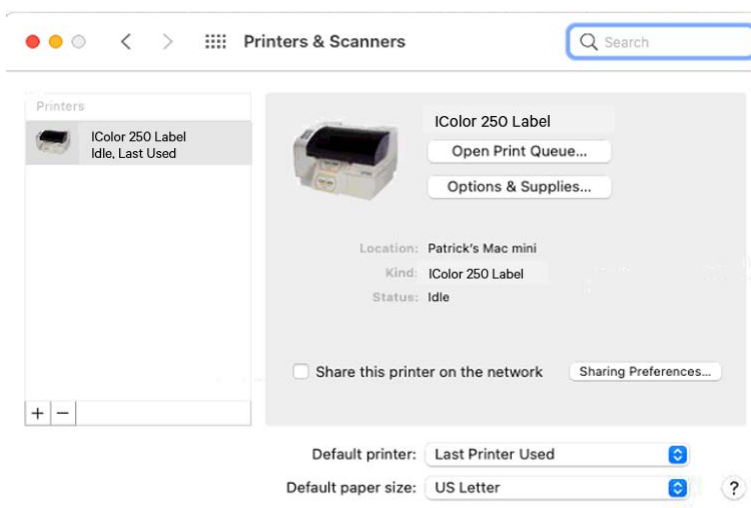 Printers & Scanners
Search
Printers
IColor 250 Label
Idle, Last Used
IColor 250 Label
Open Print Queue...
Options & Supplies...
Location: Patrick's Mac mini
Kind: IColor 250 Label
Status: Idle
Share this printer on the network
Sharing Preferences...
+ −
Default printer: Last Printer Used
Default paper size: US Letter
?